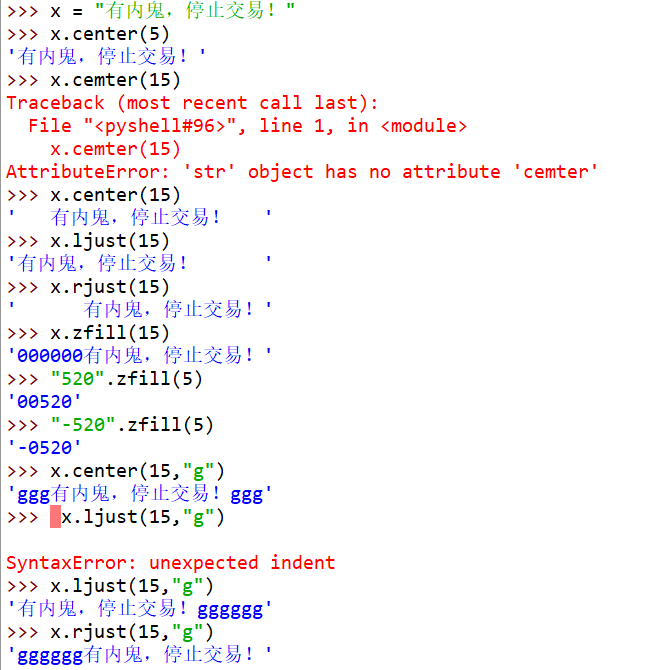 >>> x = "有内鬼，停止交易！"
>>> x.center(5)
'有内鬼，停止交易！'
>>> x.cemter(15)
Traceback (most recent call last):
  File "<pyshell#96>", line 1, in <module>
    x.cemter(15)
AttributeError: 'str' object has no attribute 'cemter'
>>> x.center(15)
'   有内鬼，停止交易！   '
>>> x.ljust(15)
'有内鬼，停止交易！      '
>>> x.rjust(15)
'      有内鬼，停止交易！'
>>> x.zfill(15)
'000000有内鬼，停止交易！'
>>> "520".zfill(5)
'00520'
>>> "-520".zfill(5)
'-0520'
>>> x.center(15,"g")
'ggg有内鬼，停止交易！ggg'
>>>  x.ljust(15,"g")
SyntaxError: unexpected indent
>>> x.ljust(15,"g")
'有内鬼，停止交易！gggggg'
>>> x.rjust(15,"g")
'gggggg有内鬼，停止交易！'